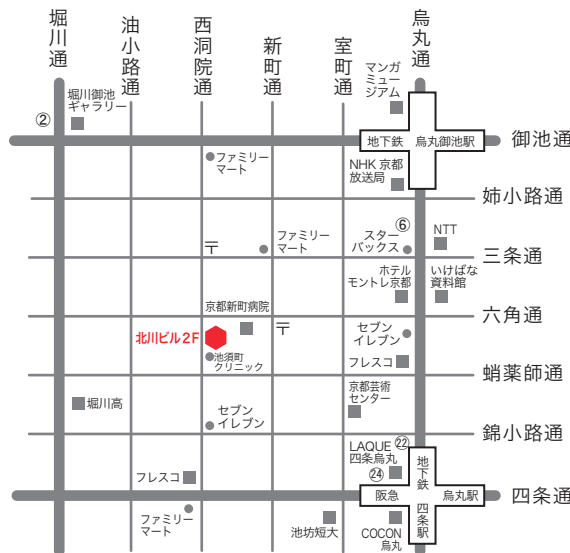 堀川通
油小路通
西洞院通
新町通
室町通
烏丸通
マンガ
ミュー
ジアム
堀川御池
ギャラリー
②
地下鉄 烏丸御池駅
御池通
ファミリー
マート
NHK 京都
放送局
姉小路通
⑥
スター
バックス
NTT
ファミリー
マート
〒
三条通
ホテル
モントレ京都
いけばな
資料館
京都新町病院
六角通
北川ビル2F
〒
セブン
イレブン
池須町
クリニック
フレスコ
蛸薬師通
京都芸術
センター
堀川高
セブン
イレブン
錦小路通
LAQUE
四条烏丸
㉒
㉔
フレスコ
地下鉄 四条駅
阪急 烏丸駅
四条通
ファミリー
マート
池坊短大
COCON
烏丸